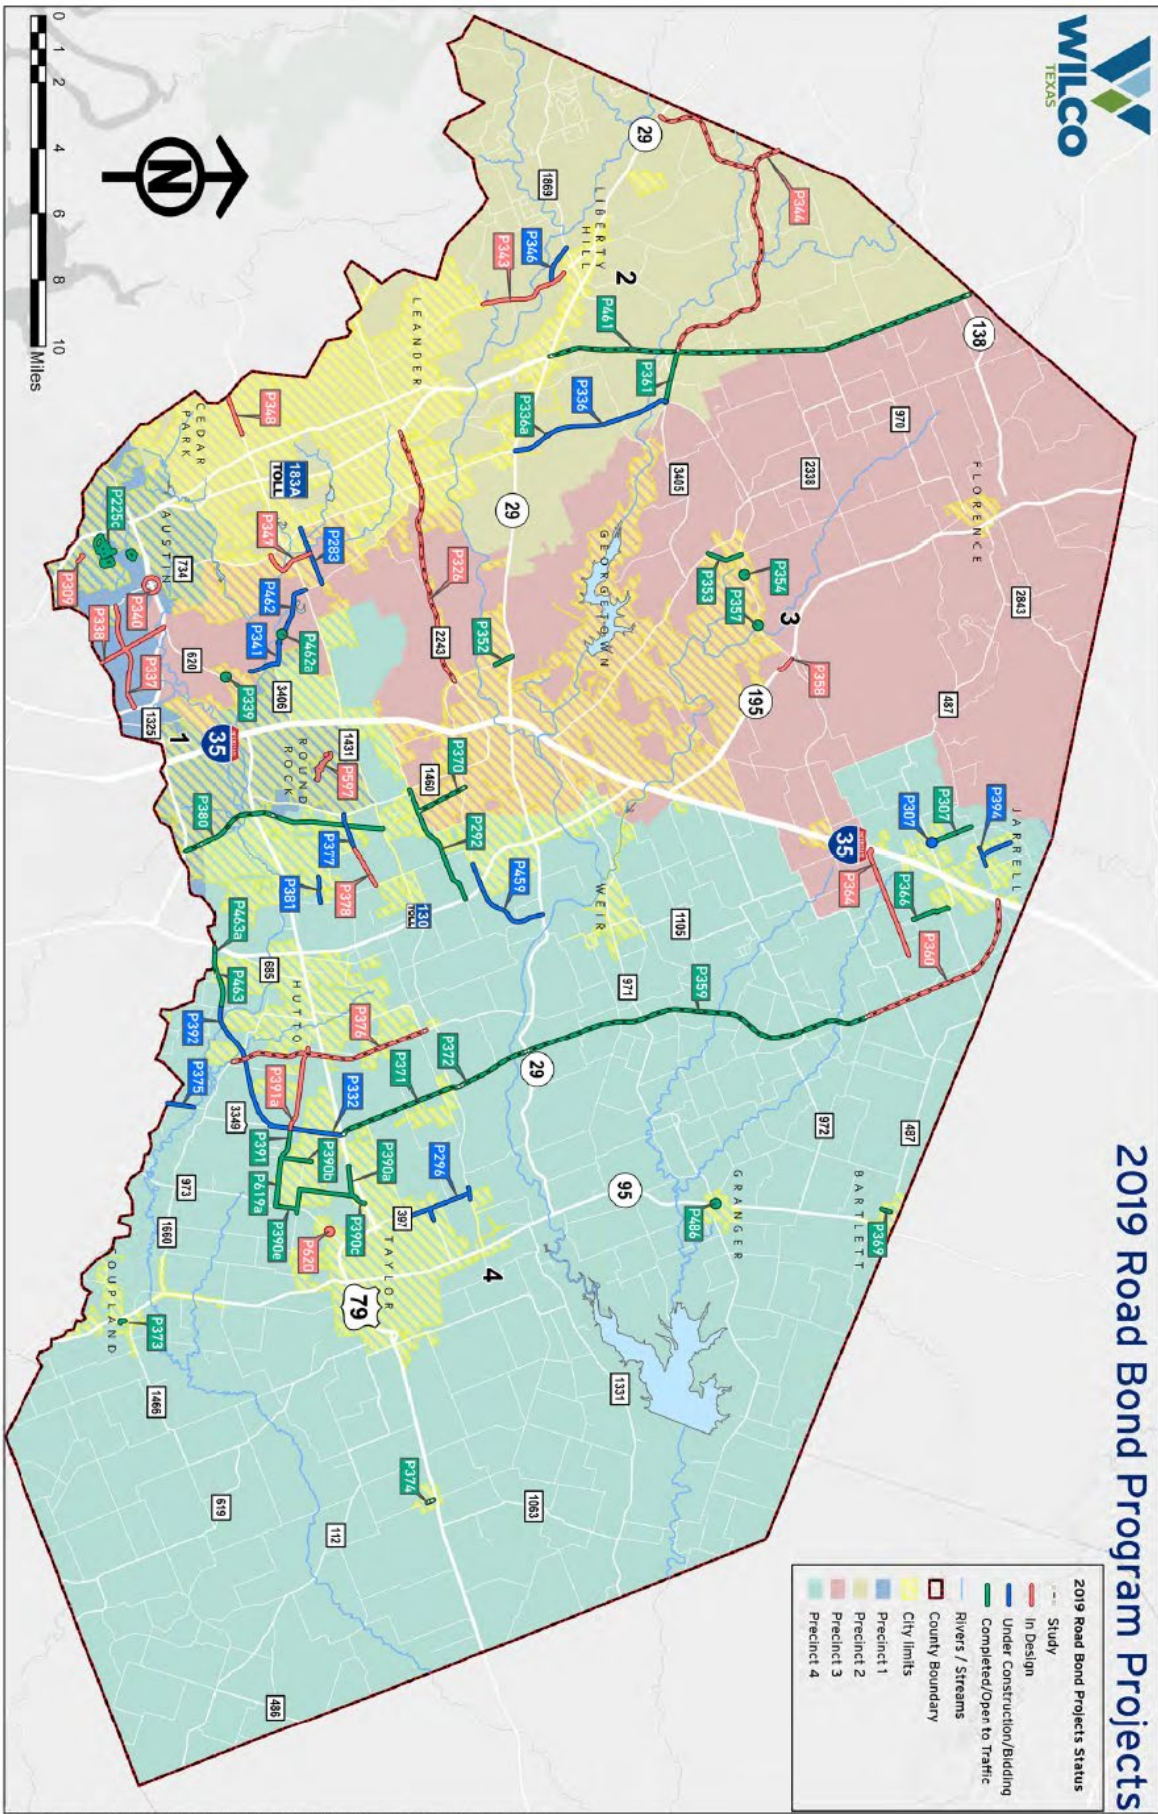 2019 Road Bond Program Projects
WILCO
TEXAS
2019 Road Bond Projects Status
Study
In Design
Under Construction/Bidding
Completed/Open to Traffic
Rivers / Streams
County Boundary
City limits
Precinct 1
Precinct 2
Precinct 3
Precinct 4
JARRELL
P394
P307
P307
P366
P364
P360
35
487
2843
FLORENCE
138
970
2338
3405
P344
29
P461
P361
P336
P336a
LIBERTY
HILL
2
1869
P346
P343
LEANDER
3
P354
P353
P357
P358
195
GEORGETOWN
29
P352
P326
2243
BARTLETT
P369
487
972
GRANGER
P486
95
P359
971
1105
WEIR
1331
29
P459
P292
P370
1460
130
TOLL
P372
P371
P376
P296
397
4
TAYLOR
79
P374
1063
112
619
486
1466
P348
CEDAR
PARK
183A
TOLL
P347
P283
P462
P462a
P341
P225c
AUSTIN
734
P309
P340
P338
P337
620
P339
3406
1325
1
35
ROUND
ROCK
1431
P597
P380
P377
P378
P381
P463a
P463
685
HUTTO
P392
P375
P391a
P332
3349
P391
P390b
P390a
P619a
P390e
P390c
P620
973
1660
COUPLAND
P373
N
0 1 2 4 6 8 10
Miles